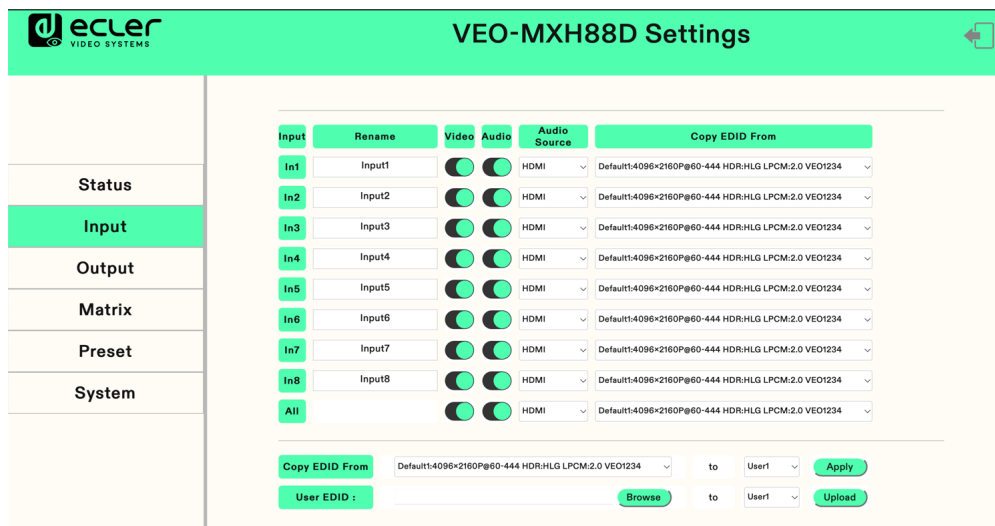 ecler
VIDEO SYSTEMS
VEO-MXH88D Settings
Status
Input
Output
Matrix
Preset
System
Input Rename Video Audio Audio Source Copy EDID From
In1 Input1 HDMI Default1:4096×2160P@60-444 HDR:HLG LPCM:2.0 VEO1234
In2 Input2 HDMI Default1:4096×2160P@60-444 HDR:HLG LPCM:2.0 VEO1234
In3 Input3 HDMI Default1:4096×2160P@60-444 HDR:HLG LPCM:2.0 VEO1234
In4 Input4 HDMI Default1:4096×2160P@60-444 HDR:HLG LPCM:2.0 VEO1234
In5 Input5 HDMI Default1:4096×2160P@60-444 HDR:HLG LPCM:2.0 VEO1234
In6 Input6 HDMI Default1:4096×2160P@60-444 HDR:HLG LPCM:2.0 VEO1234
In7 Input7 HDMI Default1:4096×2160P@60-444 HDR:HLG LPCM:2.0 VEO1234
In8 Input8 HDMI Default1:4096×2160P@60-444 HDR:HLG LPCM:2.0 VEO1234
All HDMI Default1:4096×2160P@60-444 HDR:HLG LPCM:2.0 VEO1234
Copy EDID From Default1:4096×2160P@60-444 HDR:HLG LPCM:2.0 VEO1234 to User1 Apply
User EDID : Browse to User1 Upload